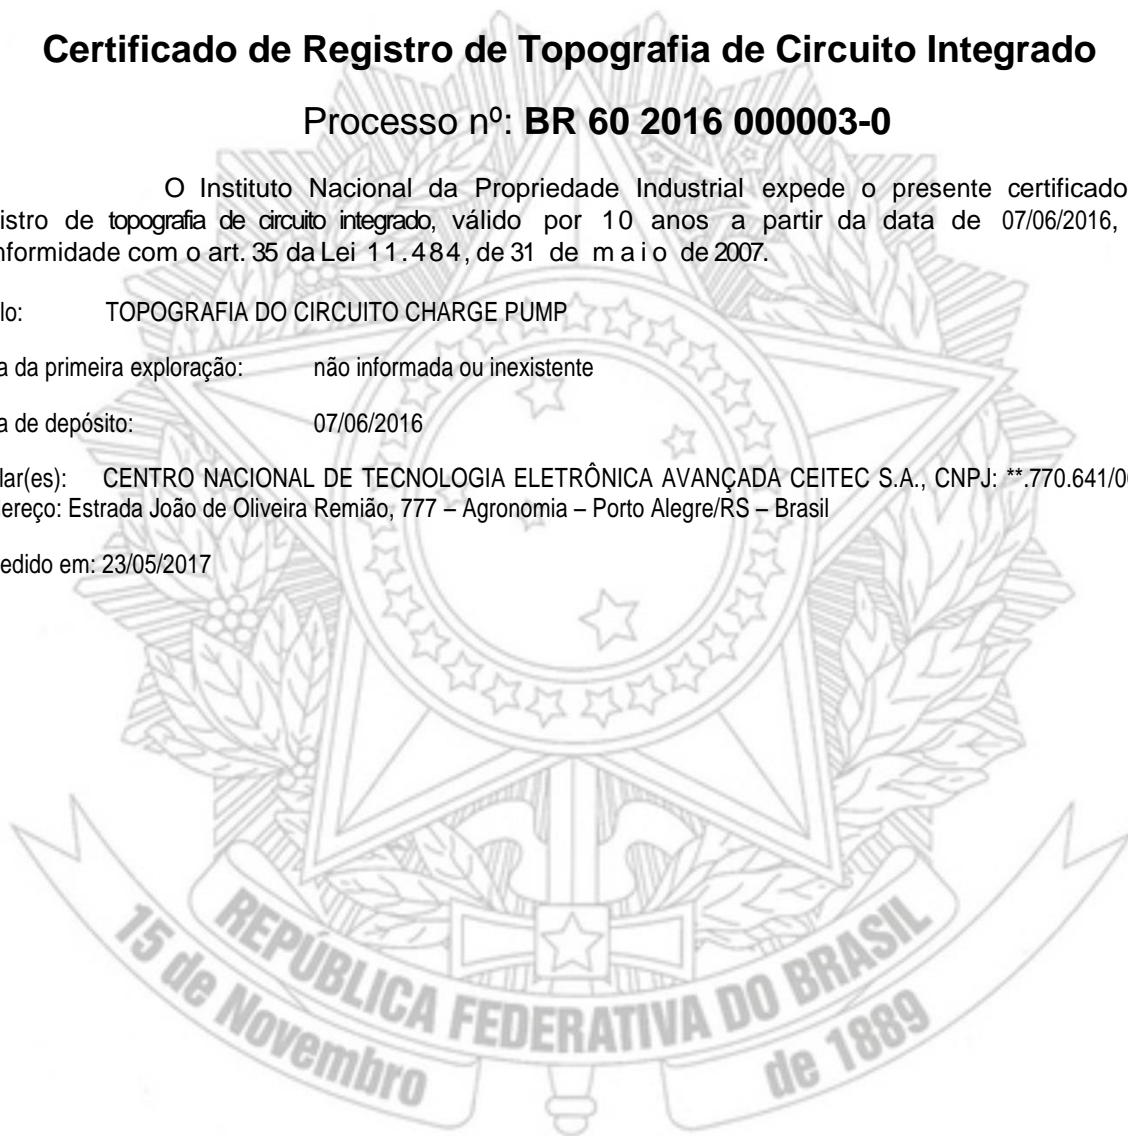 Certificado de Registro de Topografia de Circuito Integrado
Processo nº: BR 60 2016 000003-0
O Instituto Nacional da Propriedade Industrial expede o presente certificado
istro de topografia de circuito integrado, válido por 10 anos a partir da data de 07/06/2016,
nformidade com o art. 35 da Lei 11.484, de 31 de maio de 2007.
lo: TOPOGRAFIA DO CIRCUITO CHARGE PUMP
a da primeira exploração: não informada ou inexistente
a de depósito: 07/06/2016
lar(es): CENTRO NACIONAL DE TECNOLOGIA ELETRÔNICA AVANÇADA CEITEC S.A., CNPJ: **.770.641/0
ereço: Estrada João de Oliveira Remião, 777 – Agronomia – Porto Alegre/RS – Brasil
edido em: 23/05/2017
REPÚBLICA FEDERATIVA DO BRASIL
15 de Novembro de 1889